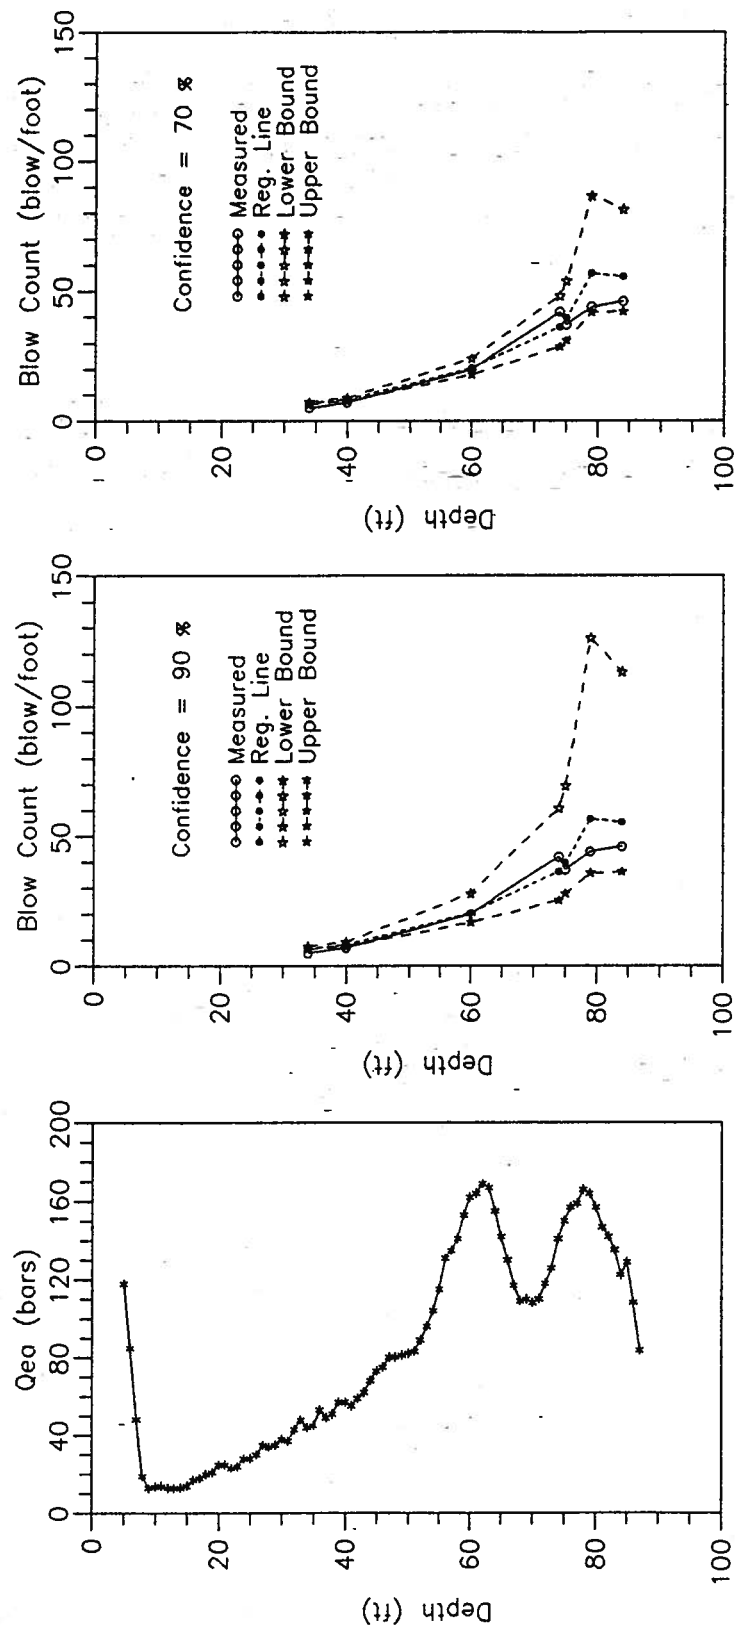 Qea (bars)
0 40 80 120 160 200
Depth (ft)
0
20
40
60
80
100
Blow Count (blow/foot)
0 50 100 150
Confidence = 90 %
Measured
Reg. Line
Lower Bound
Upper Bound
Depth (ft)
0
20
40
60
80
100
Blow Count (blow/foot)
0 50 100 150
Confidence = 70 %
Measured
Reg. Line
Lower Bound
Upper Bound
Depth (ft)
0
20
40
60
80
100